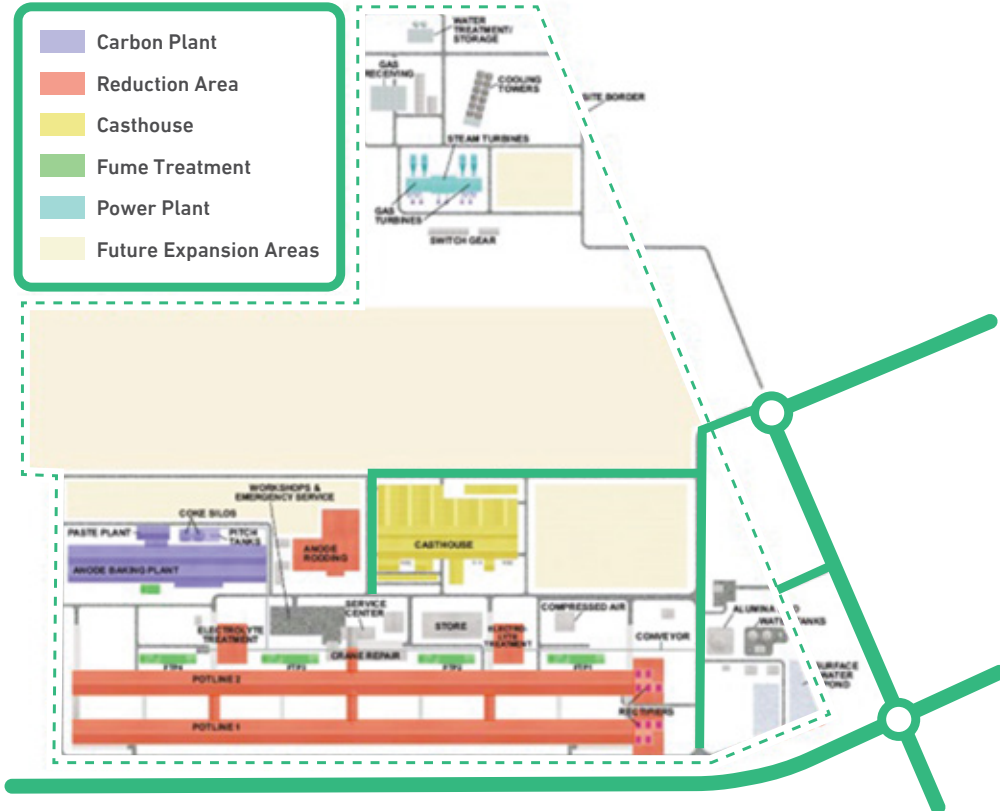 Carbon Plant
Reduction Area
Casthouse
Fume Treatment
Power Plant
Future Expansion Areas
WATER
TREATMENT/
STORAGE
GAS
RECEIVING
COOLING
TOWERS
SITE BORDER
STEAM TURBINES
GAS
TURBINES
SWITCH GEAR
WORKSHOPS &
EMERGENCY SERVICE
COKE SILOS
PASTE PLANT
PITCH
TANKS
ANODE
RODDING
CASTHOUSE
ANODE BAKING PLANT
SERVICE
CENTER
COMPRESSED AIR
ELECTROLYTE
TREATMENT
STORE
ELECTRO-
LYTE
TREATMENT
CONVEYOR
CRANE REPAIR
POTLINE 2
RECTIFIERS
POTLINE 1
SURFACE
WATER
POND